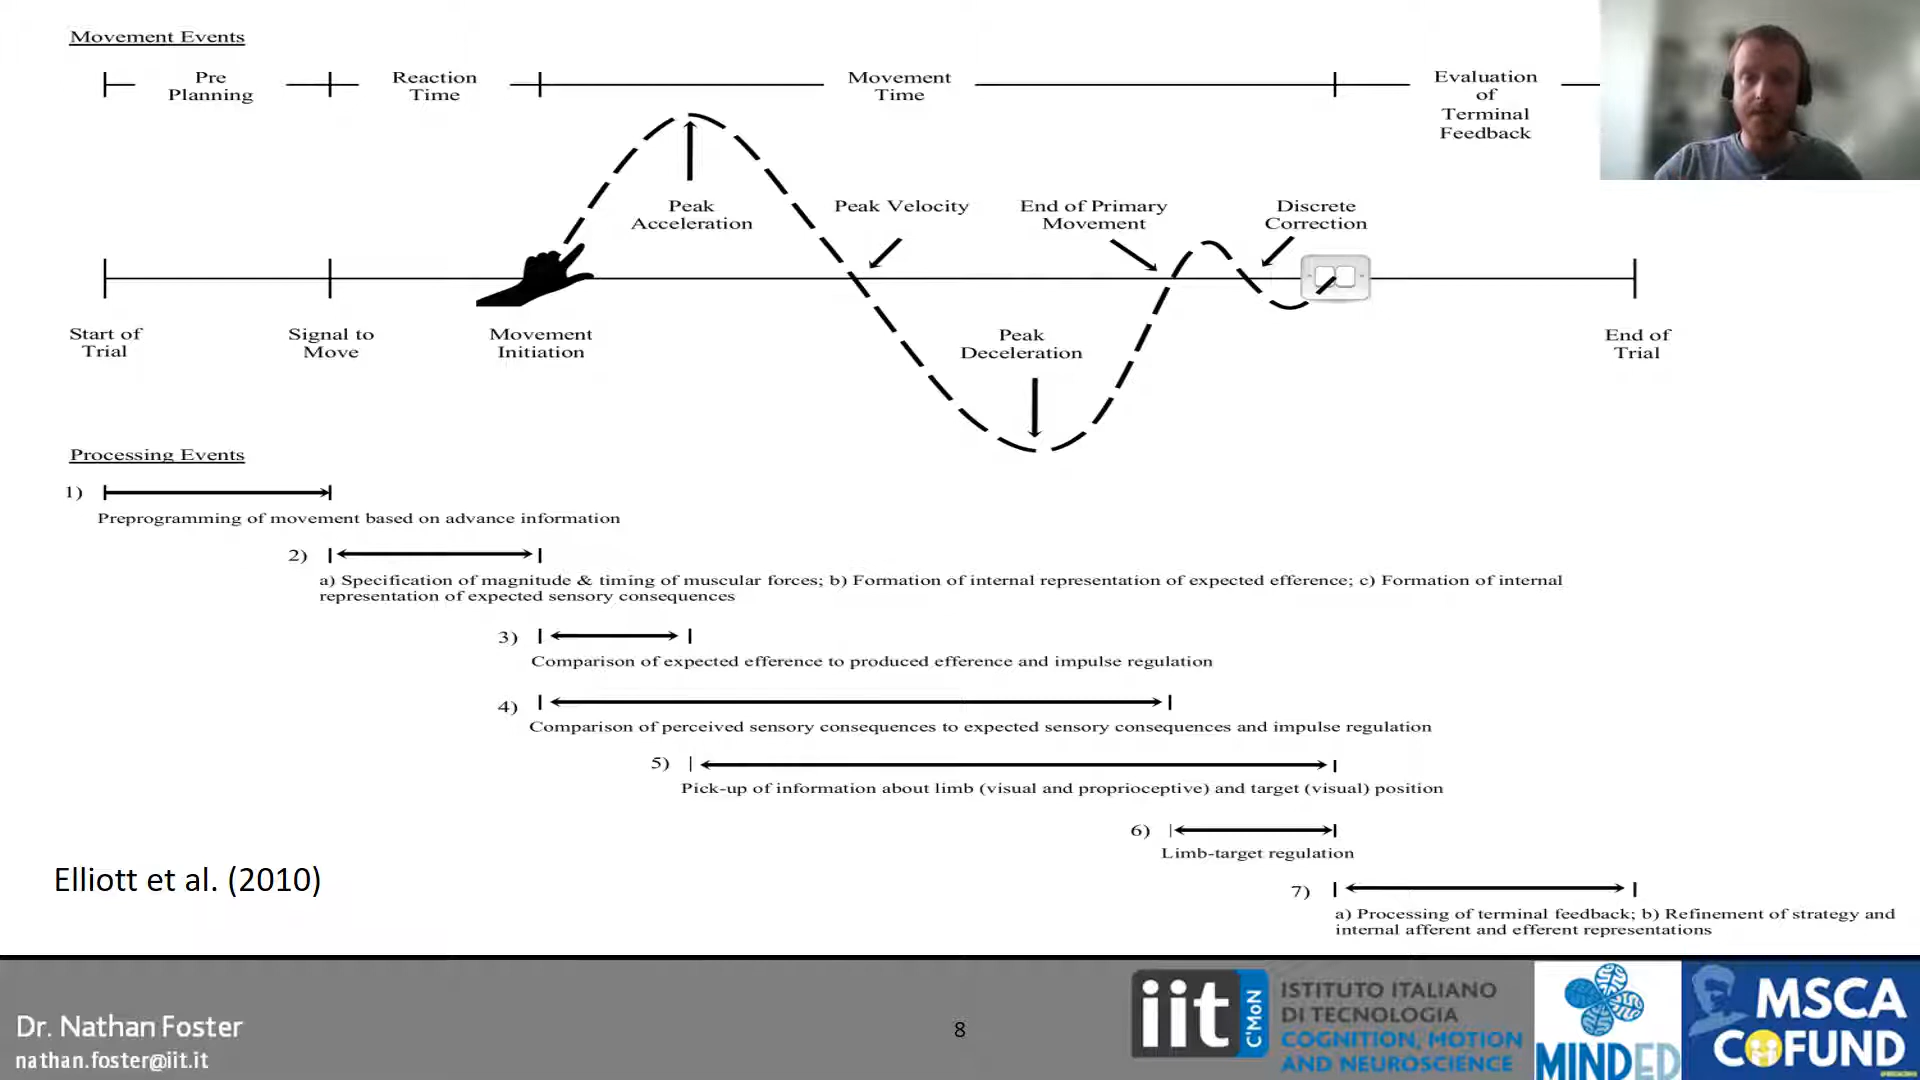 Movement Events
Pre
Planning
Reaction
Time
Movement
Time
Evaluation
of
Terminal
Feedback
Peak
Acceleration
Peak Velocity
End of Primary
Movement
Discrete
Correction
Start of
Trial
Signal to
Move
Movement
Initiation
Peak
Deceleration
End of
Trial
Processing Events
1)
Preprogramming of movement based on advance information
2)
a) Specification of magnitude & timing of muscular forces; b) Formation of internal representation of expected efference; c) Formation of internal
representation of expected sensory consequences
3)
Comparison of expected efference to produced efference and impulse regulation
4)
Comparison of perceived sensory consequences to expected sensory consequences and impulse regulation
5)
Pick-up of information about limb (visual and proprioceptive) and target (visual) position
6)
Limb-target regulation
7)
a) Processing of terminal feedback; b) Refinement of strategy and
internal afferent and efferent representations
Elliott et al. (2010)
Dr. Nathan Foster
nathan.foster@iit.it
8
iit
C'MoN
ISTITUTO ITALIANO
DI TECNOLOGIA
COGNITION, MOTION
AND NEUROSCIENCE
MINDED
MSCA
COFUND